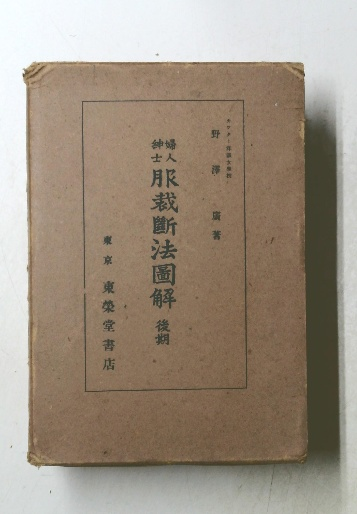 野澤廣著
婦人
紳士
服裁斷法圖解
後期
東京 東榮堂書店